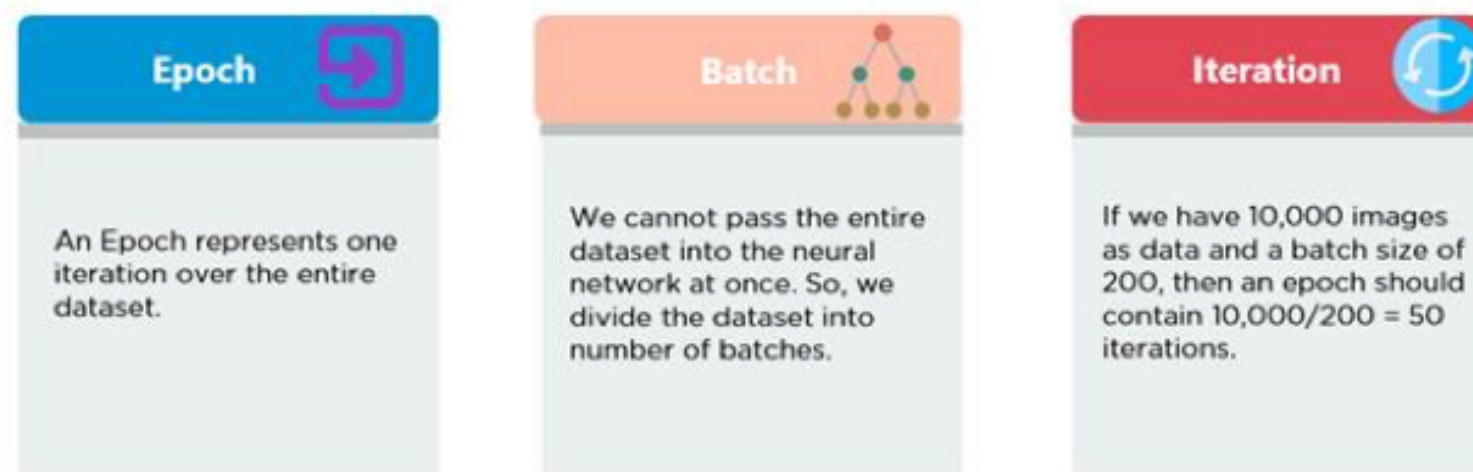 Epoch
An Epoch represents one
iteration over the entire
dataset.
Batch
We cannot pass the entire
dataset into the neural
network at once. So, we
divide the dataset into
number of batches.
Iteration
If we have 10,000 images
as data and a batch size of
200, then an epoch should
contain 10,000/200 = 50
iterations.